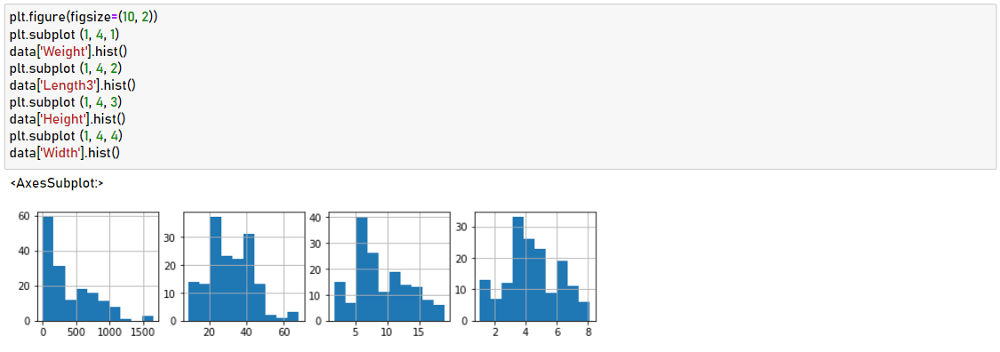 plt.figure(figsize=(10, 2))
plt.subplot (1, 4, 1)
data['Weight'].hist()
plt.subplot (1, 4, 2)
data['Length3'].hist()
plt.subplot (1, 4, 3)
data['Height'].hist()
plt.subplot (1, 4, 4)
data['Width'].hist()
<AxesSubplot:>
60
40
20
0
0 500 1000 1500
30
20
10
0
20 40 60
40
30
20
10
0
5 10 15
30
20
10
0
2 4 6 8